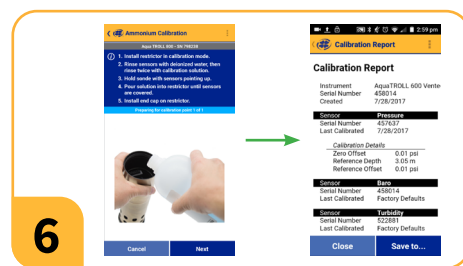 Ammonium Calibration
Aqua TROLL 600 - SN 798238
1. Install restrictor in calibration mode.
2. Rinse sensors with deionized water, then
rinse twice with calibration solution.
3. Hold sonde with sensors pointing up.
4. Pour solution into restrictor until sensors
are covered.
5. Install end cap on restrictor.
Preparing for calibration point 1 of 1
Cancel Next
2:59 pm
Calibration Report
Calibration Report
Instrument AquaTROLL 600 Vente
Serial Number 458014
Created 7/28/2017
Sensor Pressure
Serial Number 457637
Last Calibrated 7/28/2017
Calibration Details
Zero Offset 0.01 psi
Reference Depth 3.05 m
Reference Offset 0.01 psi
Sensor Baro
Serial Number 458014
Last Calibrated Factory Defaults
Sensor Turbidity
Serial Number 522881
Last Calibrated Factory Defaults
Close Save to...
6